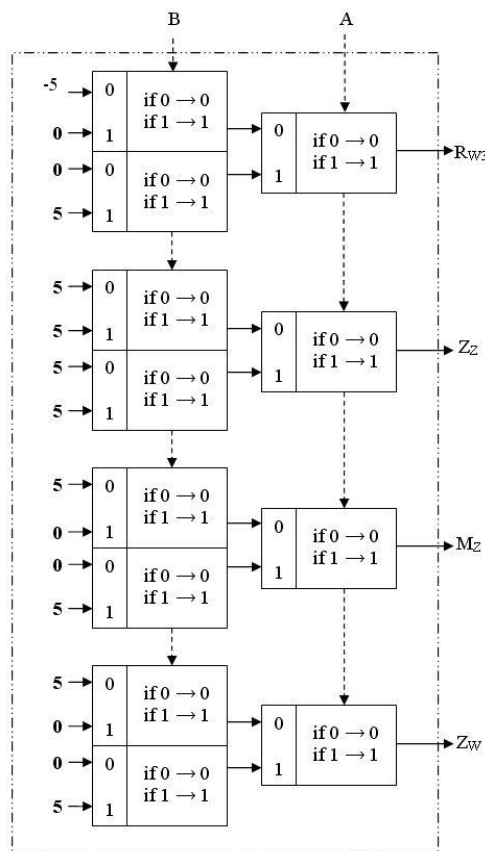 B A
-5 0 if 0 → 0
if 1 → 1
0 1
0 0 if 0 → 0
if 1 → 1
5 1
0 if 0 → 0
if 1 → 1
1
5 0 if 0 → 0
if 1 → 1
5 1
5 0 if 0 → 0
if 1 → 1
5 1
0 if 0 → 0
if 1 → 1
1
ZZ
5 0 if 0 → 0
if 1 → 1
0 1
0 0 if 0 → 0
if 1 → 1
5 1
0 if 0 → 0
if 1 → 1
1
MZ
5 0 if 0 → 0
if 1 → 1
0 1
0 0 if 0 → 0
if 1 → 1
5 1
0 if 0 → 0
if 1 → 1
1
ZW